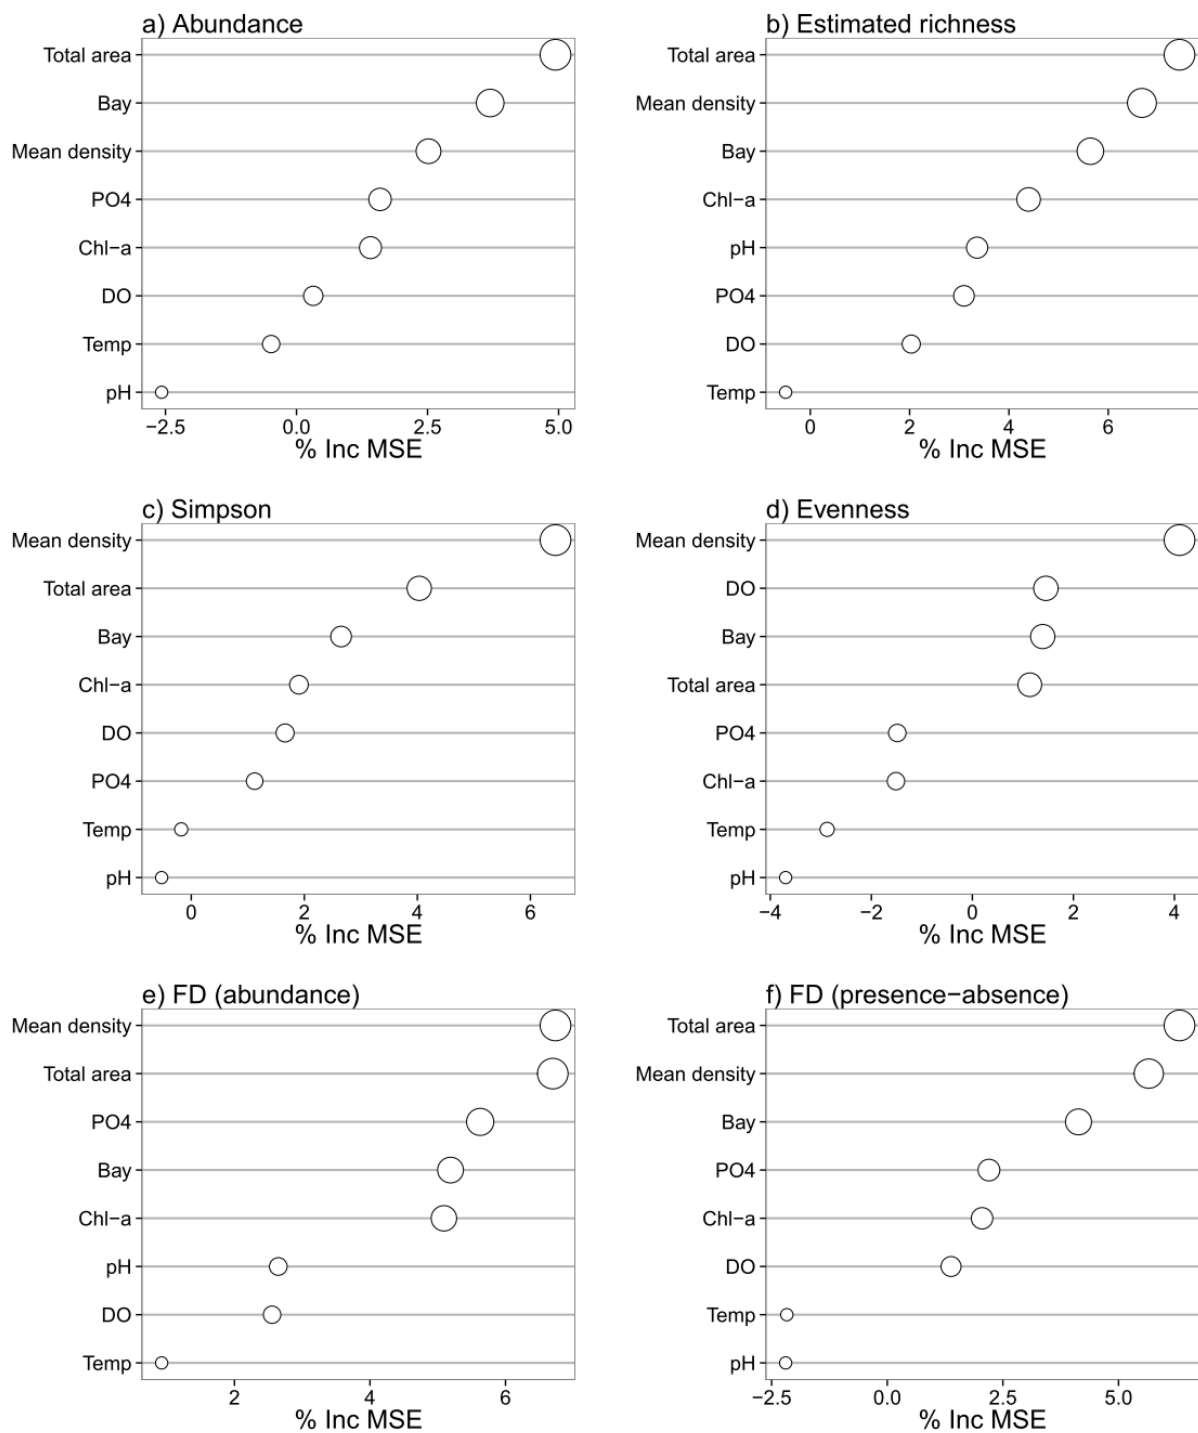 a) Abundance
Total area
Bay
Mean density
PO4
Chl−a
DO
Temp
pH
−2.5 0.0 2.5 5.0
% Inc MSE
b) Estimated richness
Total area
Mean density
Bay
Chl−a
pH
PO4
DO
Temp
0 2 4 6
% Inc MSE
c) Simpson
Mean density
Total area
Bay
Chl−a
DO
PO4
Temp
pH
0 2 4 6
% Inc MSE
d) Evenness
Mean density
DO
Bay
Total area
PO4
Chl−a
Temp
pH
−4 −2 0 2 4
% Inc MSE
e) FD (abundance)
Mean density
Total area
PO4
Bay
Chl−a
pH
DO
Temp
2 4 6
% Inc MSE
f) FD (presence−absence)
Total area
Mean density
Bay
PO4
Chl−a
DO
Temp
pH
−2.5 0.0 2.5 5.0
% Inc MSE